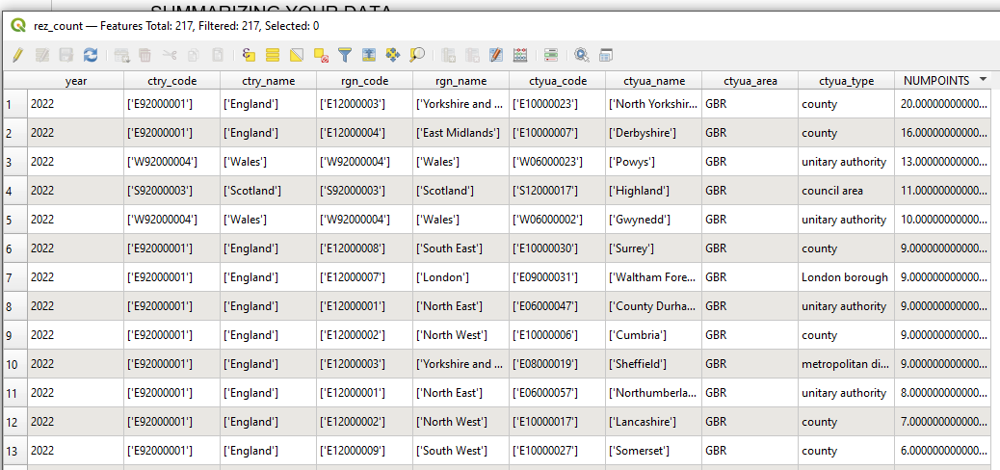 SUMMARIZING YOUR DATA
rez_count — Features Total: 217, Filtered: 217, Selected: 0
year ctry_code ctry_name rgn_code rgn_name ctyua_code ctyua_name ctyua_area ctyua_type NUMPOINTS
1 2022 ['E92000001'] ['England'] ['E12000003'] ['Yorkshire and ... ['E10000023'] ['North Yorkshir... GBR county 20.00000000000...
2 2022 ['E92000001'] ['England'] ['E12000004'] ['East Midlands'] ['E10000007'] ['Derbyshire'] GBR county 16.00000000000...
3 2022 ['W92000004'] ['Wales'] ['W92000004'] ['Wales'] ['W06000023'] ['Powys'] GBR unitary authority 13.00000000000...
4 2022 ['S92000003'] ['Scotland'] ['S92000003'] ['Scotland'] ['S12000017'] ['Highland'] GBR council area 11.00000000000...
5 2022 ['W92000004'] ['Wales'] ['W92000004'] ['Wales'] ['W06000002'] ['Gwynedd'] GBR unitary authority 10.00000000000...
6 2022 ['E92000001'] ['England'] ['E12000008'] ['South East'] ['E10000030'] ['Surrey'] GBR county 9.000000000000...
7 2022 ['E92000001'] ['England'] ['E12000007'] ['London'] ['E09000031'] ['Waltham Fore... GBR London borough 9.000000000000...
8 2022 ['E92000001'] ['England'] ['E12000001'] ['North East'] ['E06000047'] ['County Durha... GBR unitary authority 9.000000000000...
9 2022 ['E92000001'] ['England'] ['E12000002'] ['North West'] ['E10000006'] ['Cumbria'] GBR county 9.000000000000...
10 2022 ['E92000001'] ['England'] ['E12000003'] ['Yorkshire and ... ['E08000019'] ['Sheffield'] GBR metropolitan di... 9.000000000000...
11 2022 ['E92000001'] ['England'] ['E12000001'] ['North East'] ['E06000057'] ['Northumberla... GBR unitary authority 8.000000000000...
12 2022 ['E92000001'] ['England'] ['E12000002'] ['North West'] ['E10000017'] ['Lancashire'] GBR county 7.000000000000...
13 2022 ['E92000001'] ['England'] ['E12000009'] ['South West'] ['E10000027'] ['Somerset'] GBR county 6.000000000000...